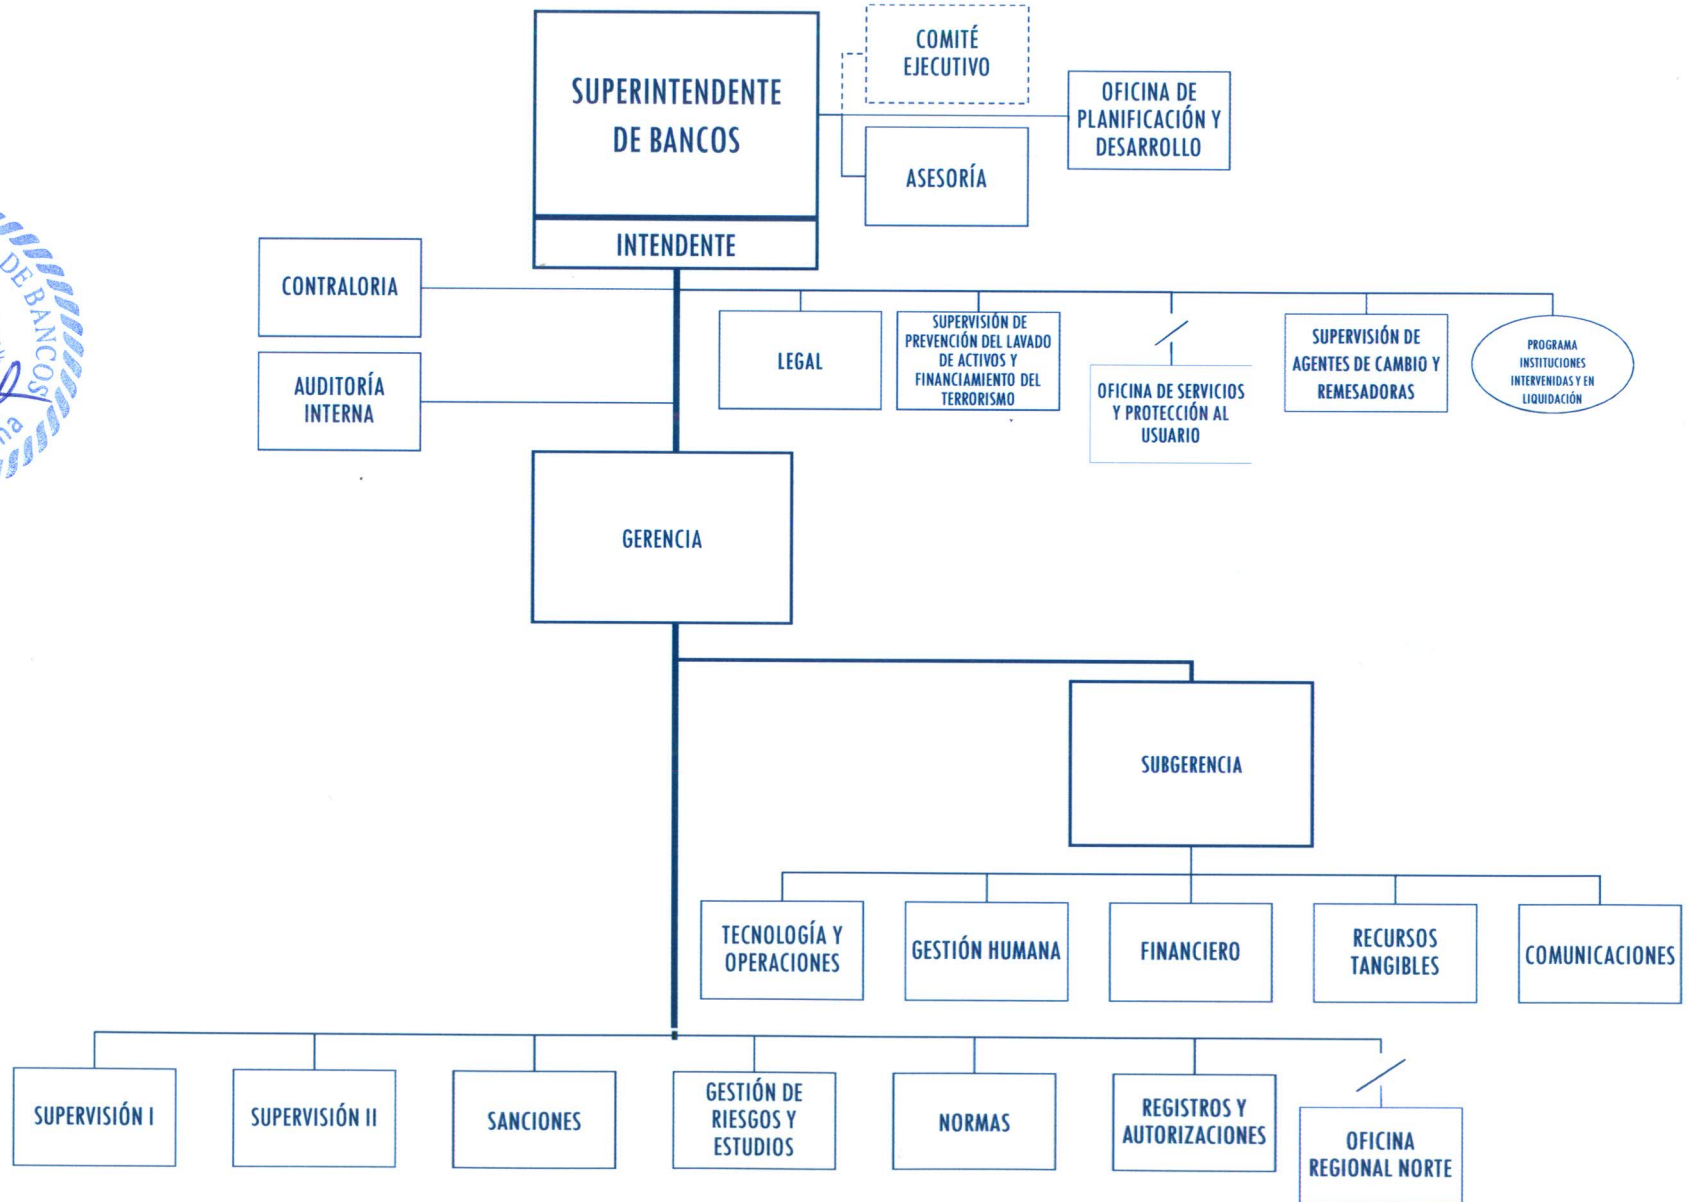 COMITÉ
EJECUTIVO
SUPERINTENDENTE
DE BANCOS
OFICINA DE
PLANIFICACIÓN Y
DESARROLLO
ASESORÍA
INTENDENTE
DE BANCOS
CONTRALORIA
AUDITORÍA
INTERNA
LEGAL
SUPERVISIÓN DE
PREVENCIÓN DEL LAVADO
DE ACTIVOS Y
FINANCIAMIENTO DEL
TERRORISMO
OFICINA DE SERVICIOS
Y PROTECCIÓN AL
USUARIO
SUPERVISIÓN DE
AGENTES DE CAMBIO Y
REMESADORAS
PROGRAMA
INSTITUCIONES
INTERVENIDAS Y EN
LIQUIDACIÓN
GERENCIA
SUBGERENCIA
TECNOLOGÍA Y
OPERACIONES
GESTIÓN HUMANA
FINANCIERO
RECURSOS
TANGIBLES
COMUNICACIONES
SUPERVISIÓN I
SUPERVISIÓN II
SANCIONES
GESTIÓN DE
RIESGOS Y
ESTUDIOS
NORMAS
REGISTROS Y
AUTORIZACIONES
OFICINA
REGIONAL NORTE